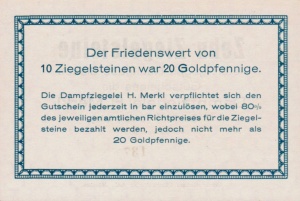 Der Friedenswert von
10 Ziegelsteinen war 20 Goldpfennige.
Die Dampfziegelei H. Merkl verpflichtet sich den
Gutschein jederzeit in bar einzulösen, wobei 80%
des jeweiligen amtlichen Richtpreises für die Ziegel-
steine bezahlt werden, jedoch nicht mehr als
20 Goldpfennige.